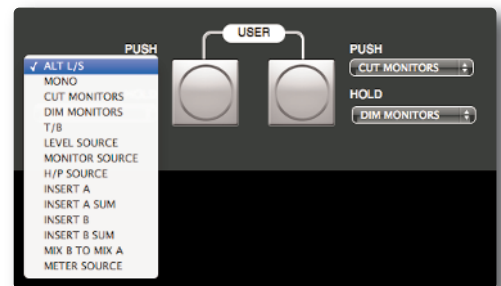 USER
PUSH
✓ ALT L/S
MONO
CUT MONITORS
DIM MONITORS
T/B
LEVEL SOURCE
MONITOR SOURCE
H/P SOURCE
INSERT A
INSERT A SUM
INSERT B
INSERT B SUM
MIX B TO MIX A
METER SOURCE
PUSH
CUT MONITORS
HOLD
DIM MONITORS